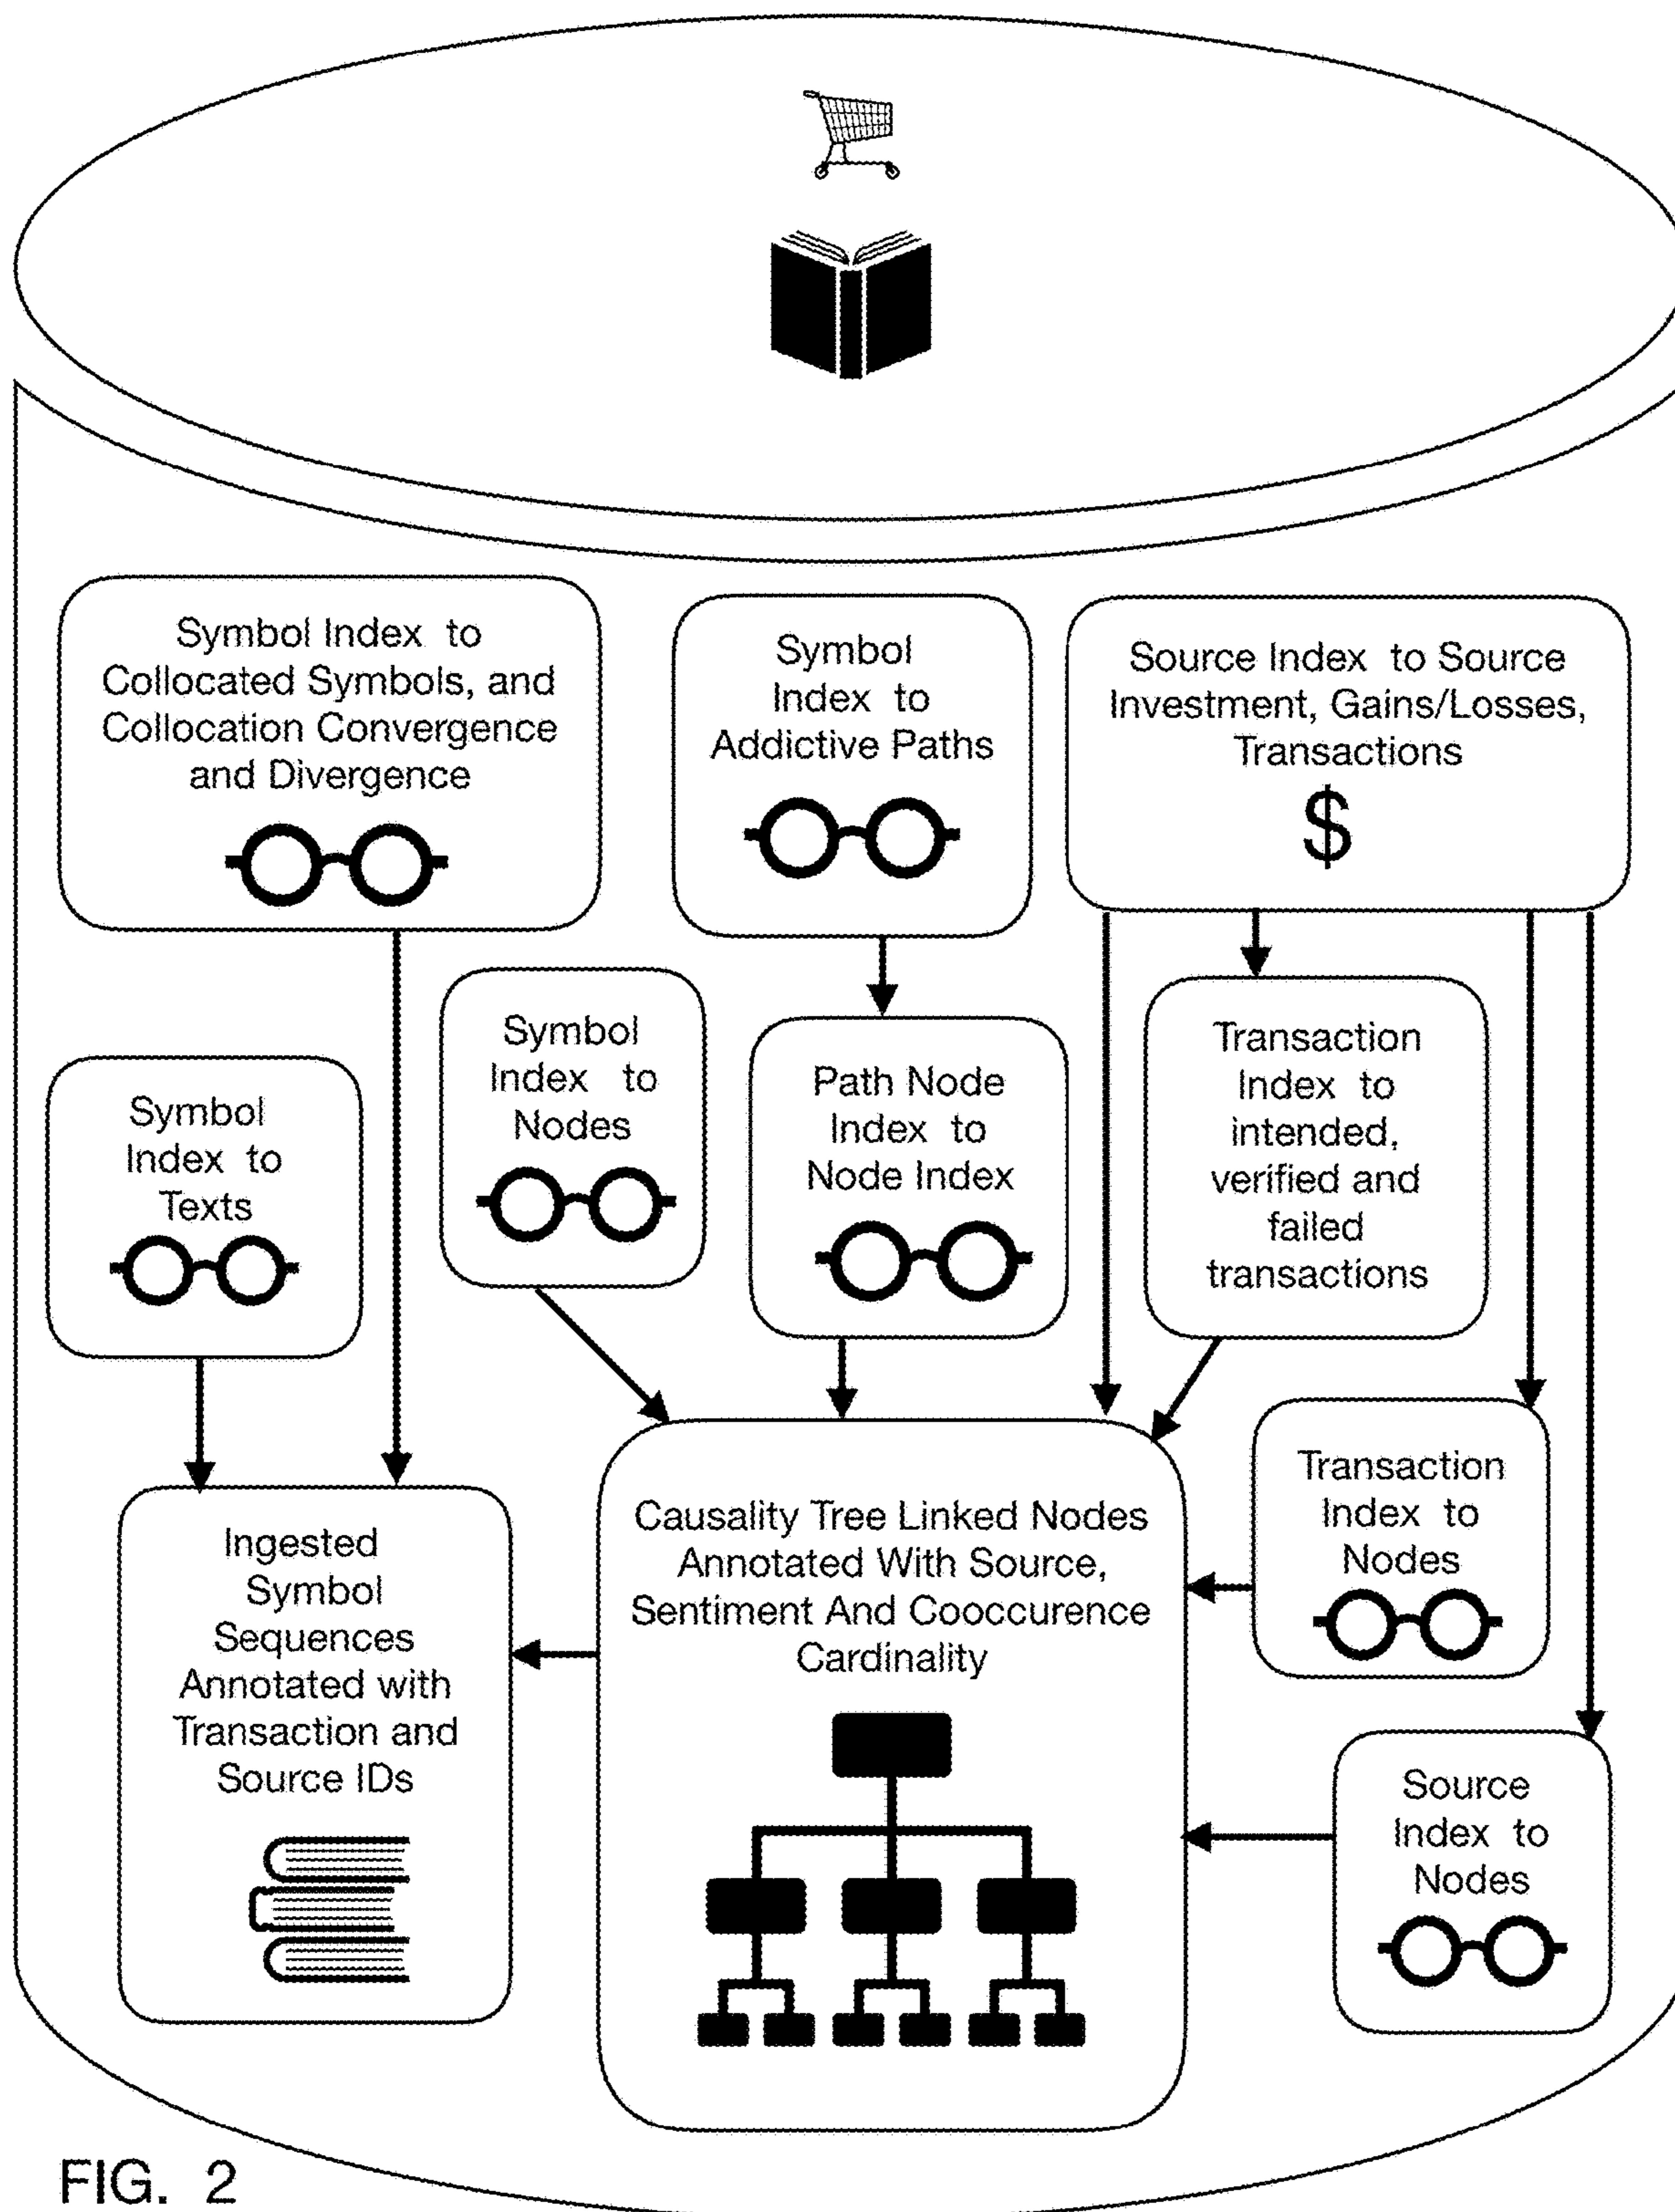 Symbol Index to
Collocated Symbols, and
Collocation Convergence
and Divergence
Symbol
Index to
Addictive Paths
Source Index to Source
Investment, Gains/Losses,
Transactions
$
Symbol
Index to
Nodes
Symbol
Index to
Texts
Path Node
Index to
Node Index
Transaction
Index to
intended,
verified and
failed
transactions
Ingested
Symbol
Sequences
Annotated with
Transaction and
Source IDs
Causality Tree Linked Nodes
Annotated With Source,
Sentiment And Cooccurence
Cardinality
Transaction
Index to
Nodes
Source
Index to
Nodes
FIG. 2